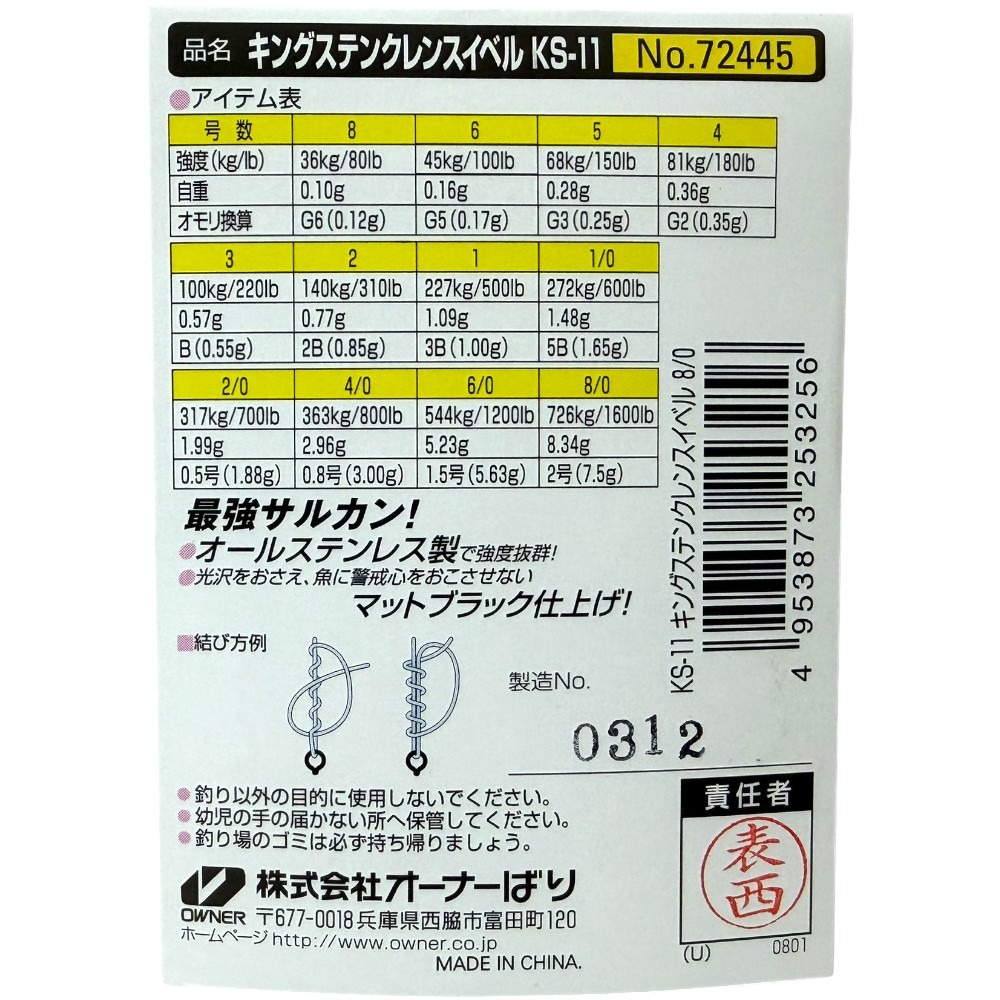 品名 キングステンクレンスイベル KS-11 No.72445
●アイテム表
号数 8 6 5 4
強度(kg/lb) 36kg/80lb 45kg/100lb 68kg/150lb 81kg/180lb
自重 0.10g 0.16g 0.28g 0.36g
オモリ換算 G6(0.12g) G5(0.17g) G3(0.25g) G2(0.35g)
3 2 1 1/0
100kg/220lb 140kg/310lb 227kg/500lb 272kg/600lb
0.57g 0.77g 1.09g 1.48g
B(0.55g) 2B(0.85g) 3B(1.00g) 5B(1.65g)
2/0 4/0 6/0 8/0
317kg/700lb 363kg/800lb 544kg/1200lb 726kg/1600lb
1.99g 2.96g 5.23g 8.34g
0.5号(1.88g) 0.8号(3.00g) 1.5号(5.63g) 2号(7.5g)
KS-11 キングステンクレンスイベル 8/0
4 953873 253256
最強サルカン!
●オールステンレス製で強度抜群!
●光沢をおさえ、魚に警戒心をおこさせない
マットブラック仕上げ!
■結び方例
製造No.
0312
●釣り以外の目的に使用しないでください。
●幼児の手の届かない所へ保管してください。
●釣り場のゴミは必ず持ち帰りましょう。
責任者
表西
OWNER 株式会社オーナーばり
〒677-0018兵庫県西脇市富田町120
ホームページhttp://www.owner.co.jp
MADE IN CHINA.
(U) 0801